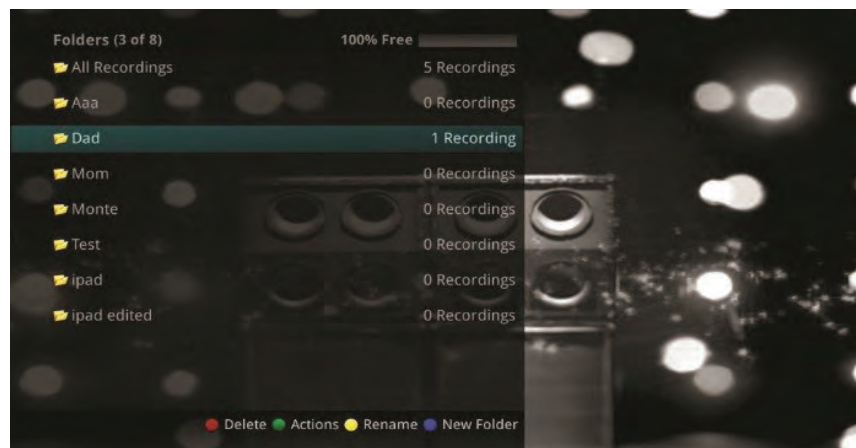 Folders (3 of 8) 100% Free
All Recordings 5 Recordings
Aaa 0 Recordings
Dad 1 Recording
Mom 0 Recordings
Monte 0 Recordings
Test 0 Recordings
ipad 0 Recordings
ipad edited 0 Recordings
Delete Actions Rename New Folder